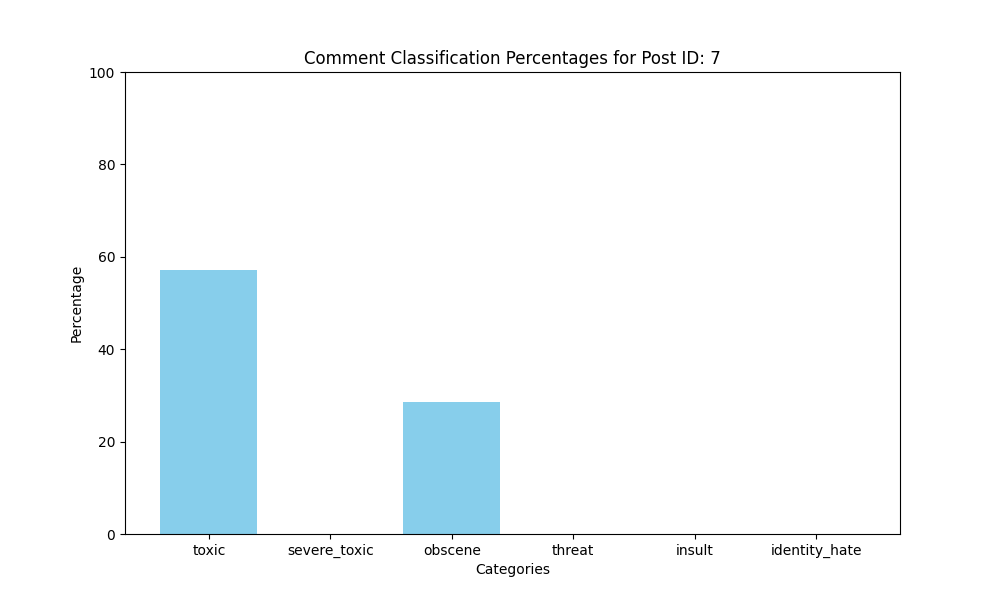 Comment Classification Percentages for Post ID: 7
100
80
60
40
20
0
Percentage
toxic severe_toxic obscene threat insult identity_hate
Categories